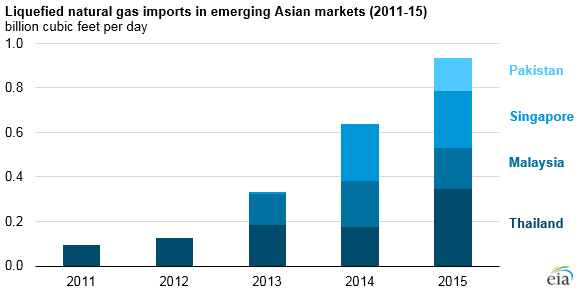 Liquefied natural gas imports in emerging Asian markets (2011-15)
billion cubic feet per day
1.0
0.8
0.6
0.4
0.2
0.0
2011 2012 2013 2014 2015
Pakistan
Singapore
Malaysia
Thailand
eia